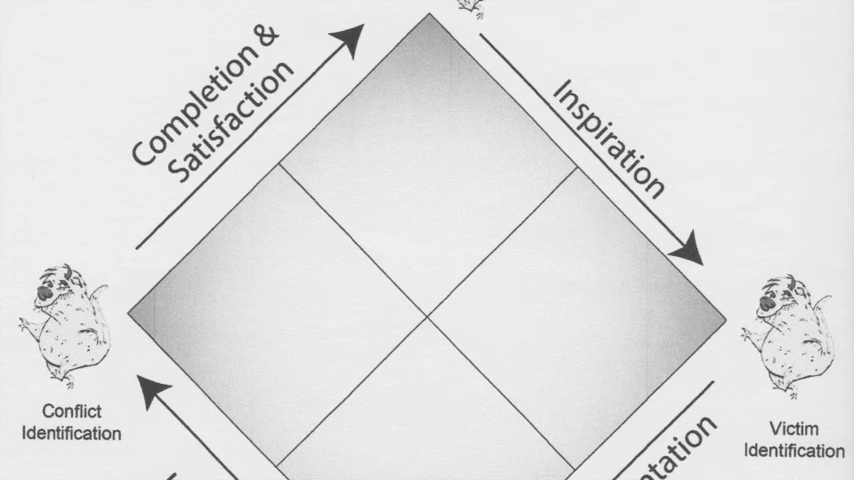 Completion &
Satisfaction
Inspiration
Conflict
Identification
Victim
Identification